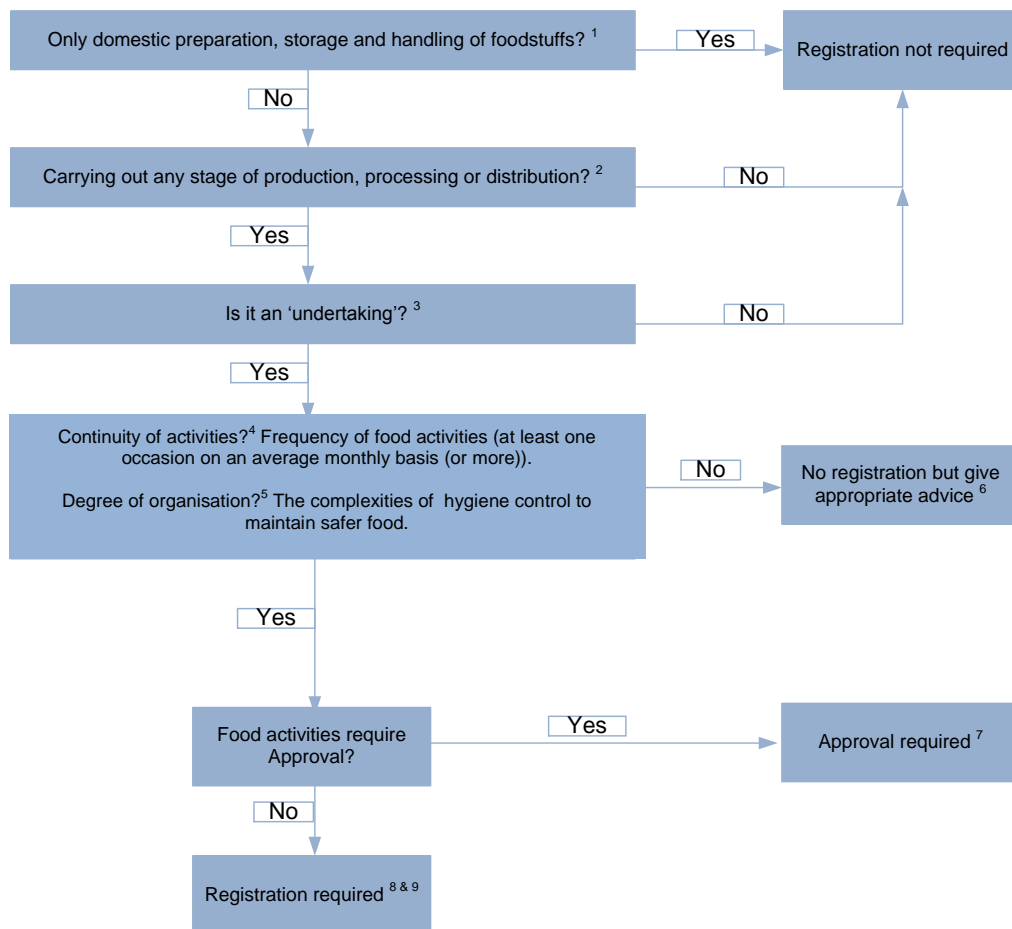 Only domestic preparation, storage and handling of foodstuffs? 1
Yes
Registration not required
No
Carrying out any stage of production, processing or distribution? 2
No
Yes
Is it an ‘undertaking’? 3
No
Yes
Continuity of activities?4 Frequency of food activities (at least one
occasion on an average monthly basis (or more)).
Degree of organisation?5 The complexities of hygiene control to
maintain safer food.
No
No registration but give
appropriate advice 6
Yes
Food activities require
Approval?
Yes
Approval required 7
No
Registration required 8 & 9